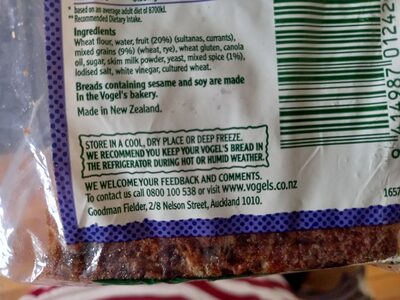 * based on an average adult diet of 8700kJ.
**Recommended Dietary Intake.
Ingredients
Wheat flour, water, fruit (20%) (sultanas, currants),
mixed grains (9%) (wheat, rye), wheat gluten, canola
oil, sugar, skim milk powder, yeast, mixed spice (1%),
iodised salt, white vinegar, cultured wheat.
Breads containing sesame and soy are made
in the Vogel's bakery.
Made in New Zealand.
STORE IN A COOL, DRY PLACE OR DEEP FREEZE.
WE RECOMMEND YOU KEEP YOUR VOGEL'S BREAD IN
THE REFRIGERATOR DURING HOT OR HUMID WEATHER.
WE WELCOME YOUR FEEDBACK AND COMMENTS.
To contact us call 0800 100 538 or visit www.vogels.co.nz
Goodman Fielder, 2/8 Nelson Street, Auckland 1010.
1657
9 414987 012424